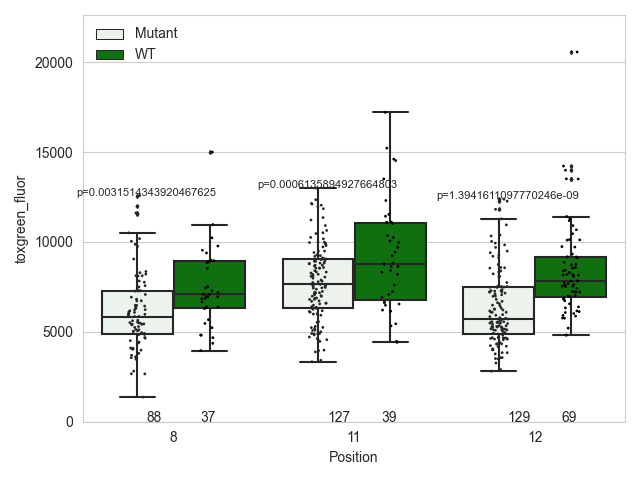 Mutant
WT
20000
15000
10000
5000
0
toxgreen_fluor
p=0.0031514343920467625
p=0.0006135894927664803
p=1.3941611097770246e-09
88 37 127 39 129 69
8 11 12
Position